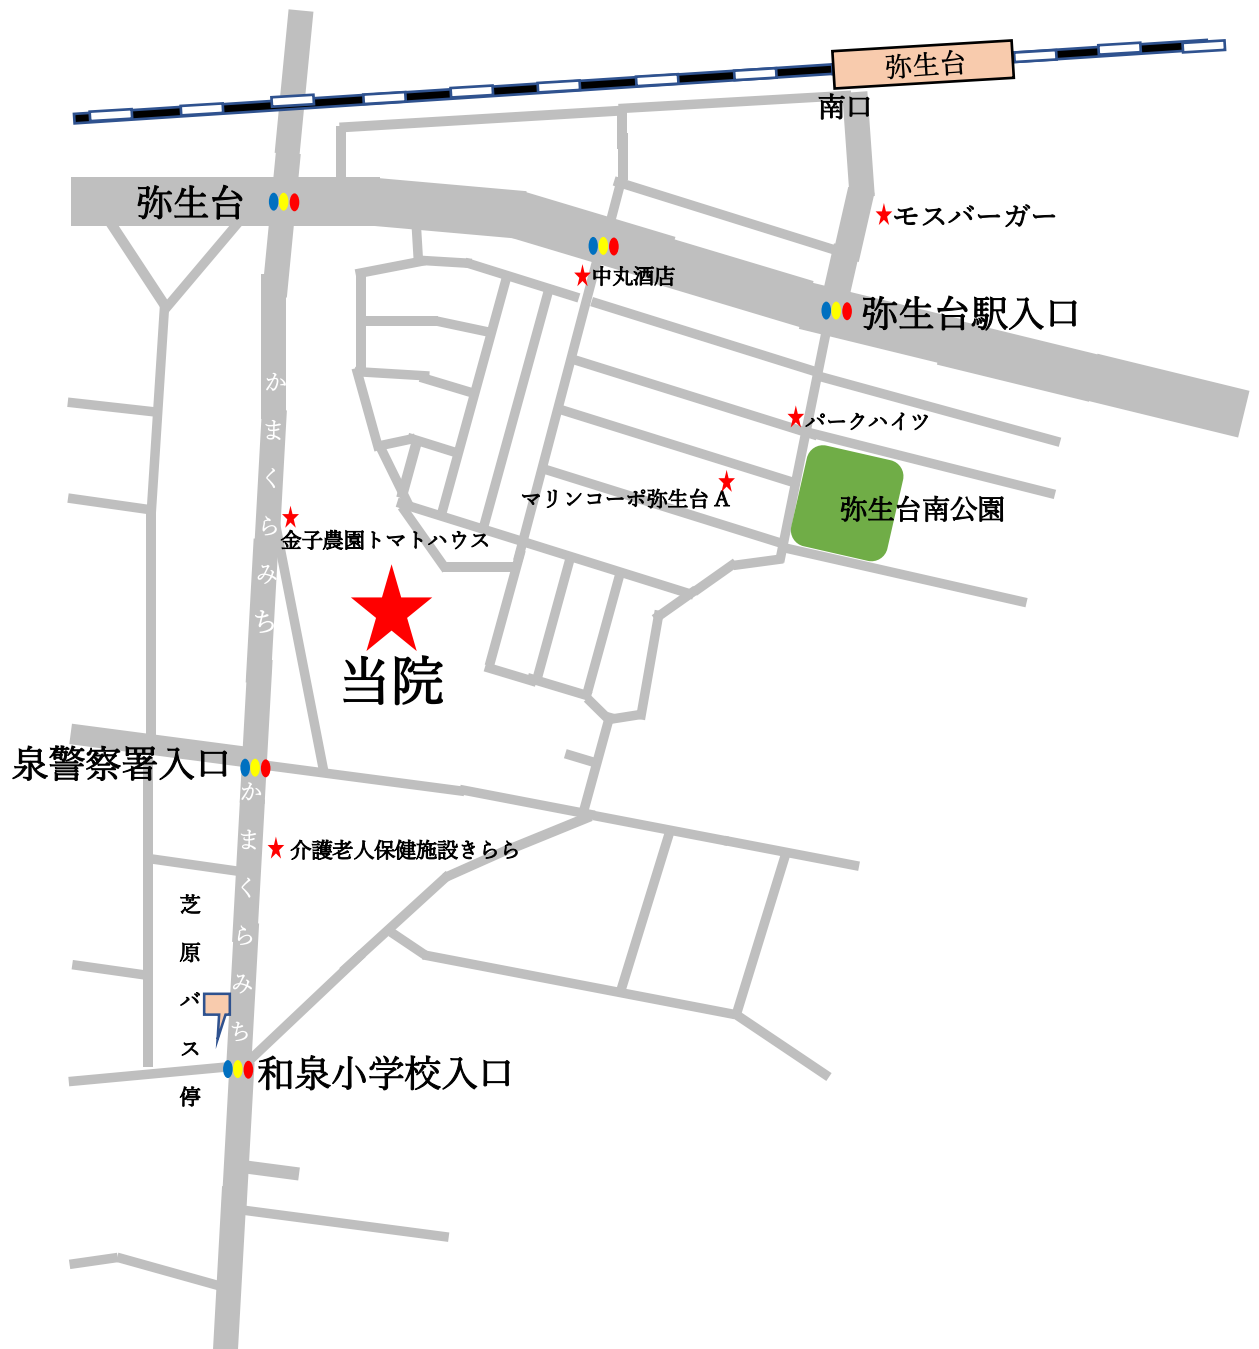 弥生台
南口
弥生台
モスバーガー
中丸酒店
弥生台駅入口
かまくらみち
パークハイツ
マリンコーポ弥生台 A
弥生台南公園
金子農園トマトハウス
当院
泉警察署入口
かまくらみち
介護老人保健施設きらら
芝原バス停
和泉小学校入口